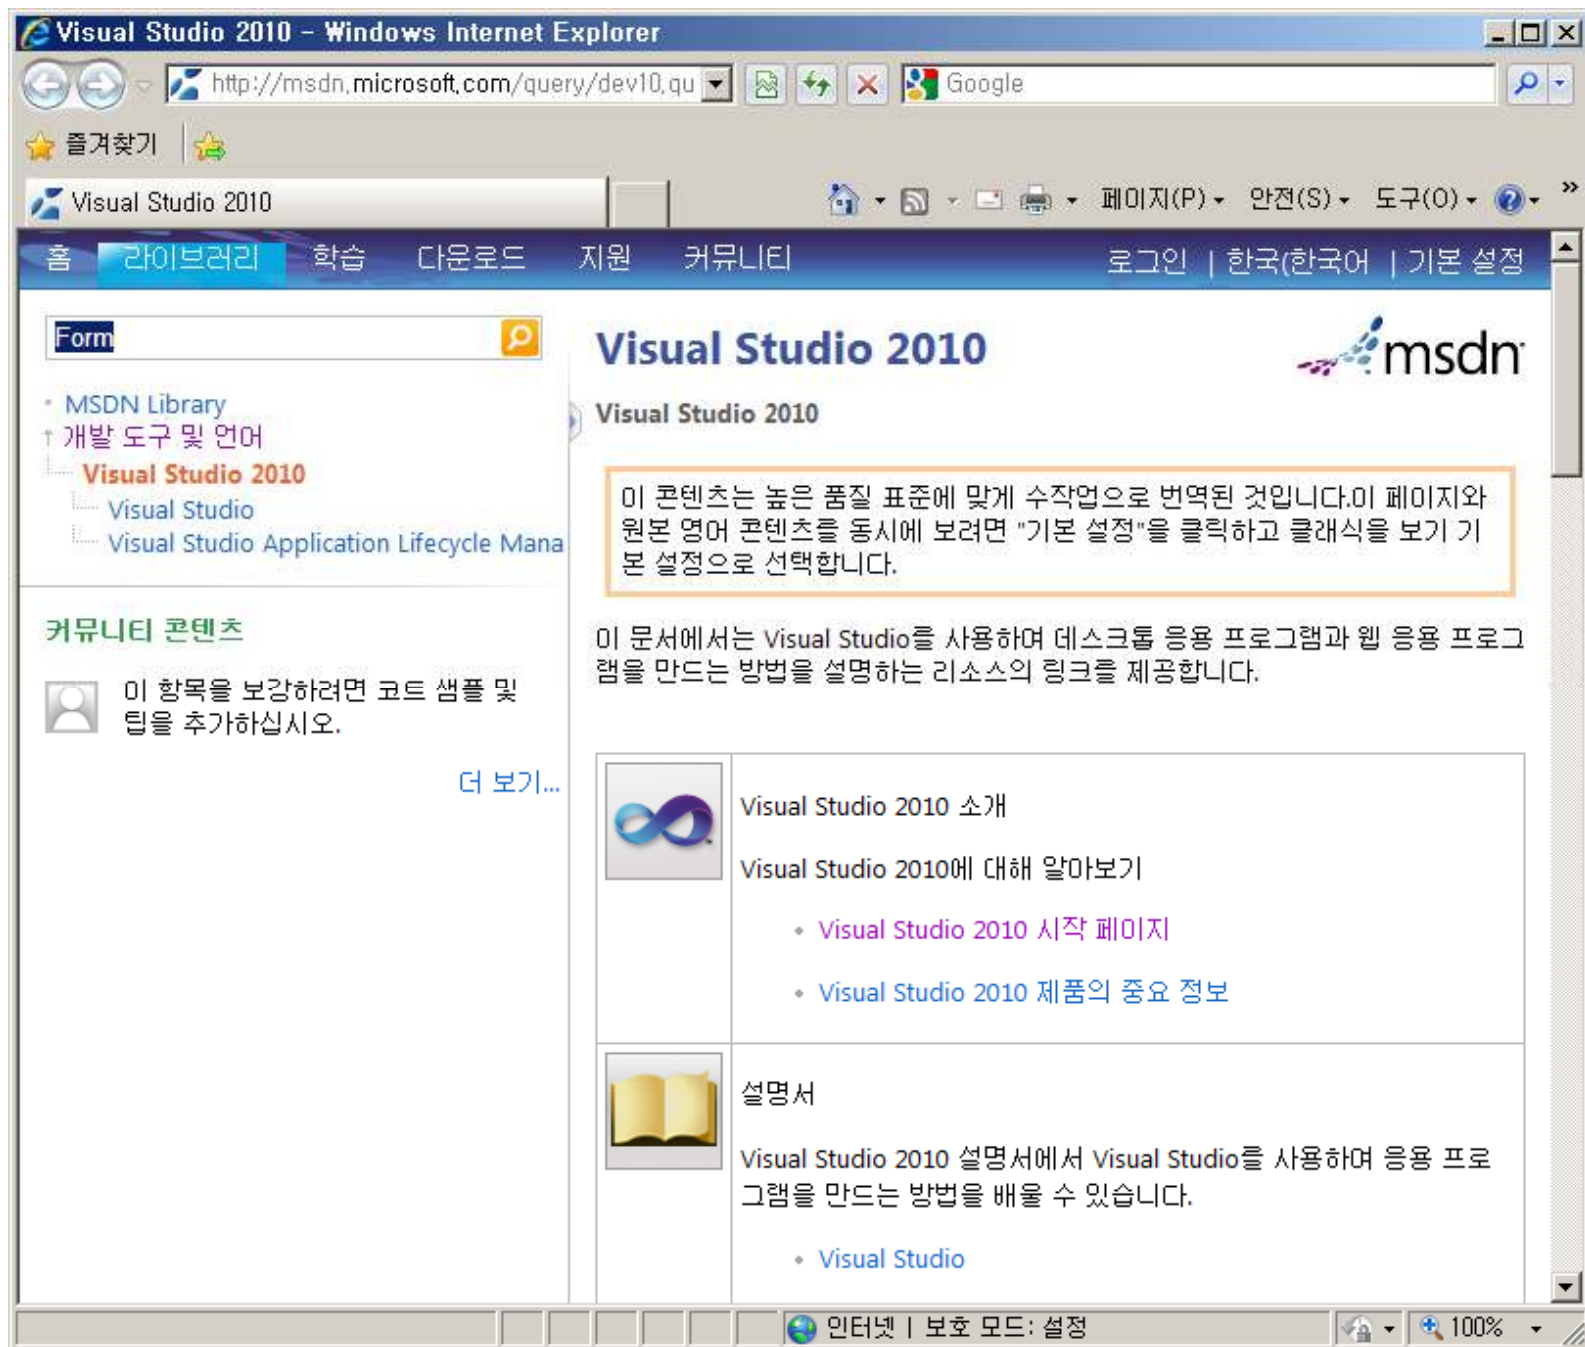 Visual Studio 2010 - Windows Internet Explorer
http://msdn.microsoft.com/query/dev10.qu
Google
즐겨찾기
Visual Studio 2010
페이지(P)
안전(S)
도구(O)
»
홈 라이브러리 학습 다운로드 지원 커뮤니티
로그인 | 한국(한국어 | 기본 설정
Form
MSDN Library
개발 도구 및 언어
Visual Studio 2010
Visual Studio
Visual Studio Application Lifecycle Mana
커뮤니티 콘텐츠
이 항목을 보강하려면 코드 샘플 및
팁을 추가하십시오.
더 보기...
Visual Studio 2010
msdn
Visual Studio 2010
이 콘텐츠는 높은 품질 표준에 맞게 수작업으로 번역된 것입니다.이 페이지와
원본 영어 콘텐츠를 동시에 보려면 "기본 설정"을 클릭하고 클래식을 보기 기
본 설정으로 선택합니다.
이 문서에서는 Visual Studio를 사용하여 데스크톱 응용 프로그램과 웹 응용 프로그
램을 만드는 방법을 설명하는 리소스의 링크를 제공합니다.
Visual Studio 2010 소개
Visual Studio 2010에 대해 알아보기
• Visual Studio 2010 시작 페이지
• Visual Studio 2010 제품의 중요 정보
설명서
Visual Studio 2010 설명서에서 Visual Studio를 사용하여 응용 프로
그램을 만드는 방법을 배울 수 있습니다.
• Visual Studio
인터넷 | 보호 모드: 설정
100%